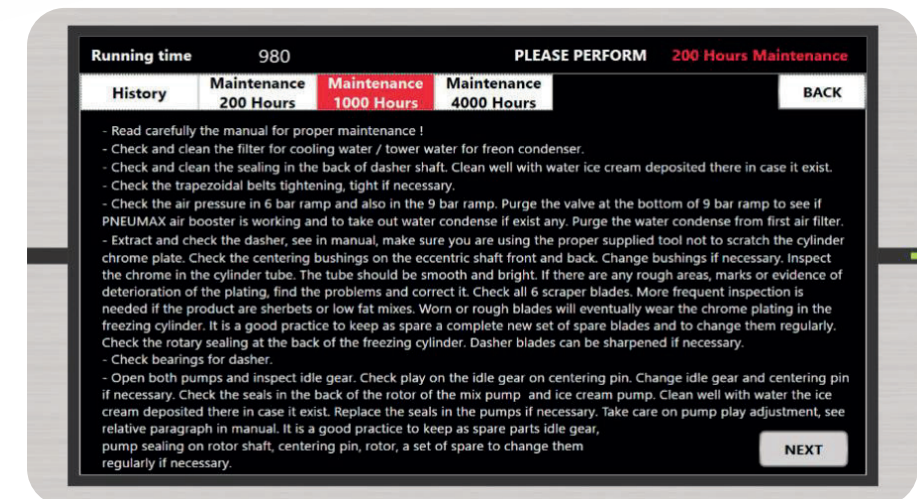 Running time 980 PLEASE PERFORM 200 Hours Maintenance
History Maintenance 200 Hours Maintenance 1000 Hours Maintenance 4000 Hours BACK
- Read carefully the manual for proper maintenance !
- Check and clean the filter for cooling water / tower water for freon condenser.
- Check and clean the sealing in the back of dasher shaft. Clean well with water ice cream deposited there in case it exist.
- Check the trapezoidal belts tightening, tight if necessary.
- Check the air pressure in 6 bar ramp and also in the 9 bar ramp. Purge the valve at the bottom of 9 bar ramp to see if
PNEUMAX air booster is working and to take out water condense if exist any. Purge the water condense from first air filter.
- Extract and check the dasher, see in manual, make sure you are using the proper supplied tool not to scratch the cylinder
chrome plate. Check the centering bushings on the eccentric shaft front and back. Change bushings if necessary. Inspect
the chrome in the cylinder tube. The tube should be smooth and bright. If there are any rough areas, marks or evidence of
deterioration of the plating, find the problems and correct it. Check all 6 scraper blades. More frequent inspection is
needed if the product are sherbets or low fat mixes. Worn or rough blades will eventually wear the chrome plating in the
freezing cylinder. It is a good practice to keep as spare a complete new set of spare blades and to change them regularly.
Check the rotary sealing at the back of the freezing cylinder. Dasher blades can be sharpened if necessary.
- Check bearings for dasher.
- Open both pumps and inspect idle gear. Check play on the idle gear on centering pin. Change idle gear and centering pin
if necessary. Check the seals in the back of the rotor of the mix pump and ice cream pump. Clean well with water the ice
cream deposited there in case it exist. Replace the seals in the pumps if necessary. Take care on pump play adjustment, see
relative paragraph in manual. It is a good practice to keep as spare parts idle gear,
pump sealing on rotor shaft, centering pin, rotor, a set of spare to change them
regularly if necessary.
NEXT